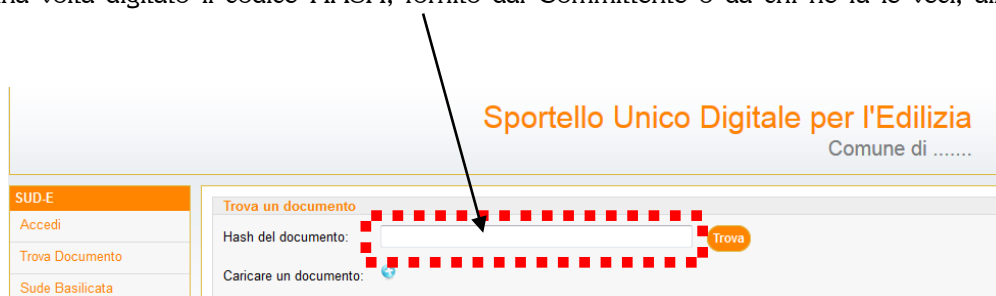 volta digitato il codice HASH, fornito dal Committente o da chi ne fa le veci,
Sportello Unico Digitale per l'Edilizia
Comune di .......
SUD-E
Accedi
Trova Documento
Sude Basilicata
Trova un documento
Hash del documento:
Trova
Caricare un documento: